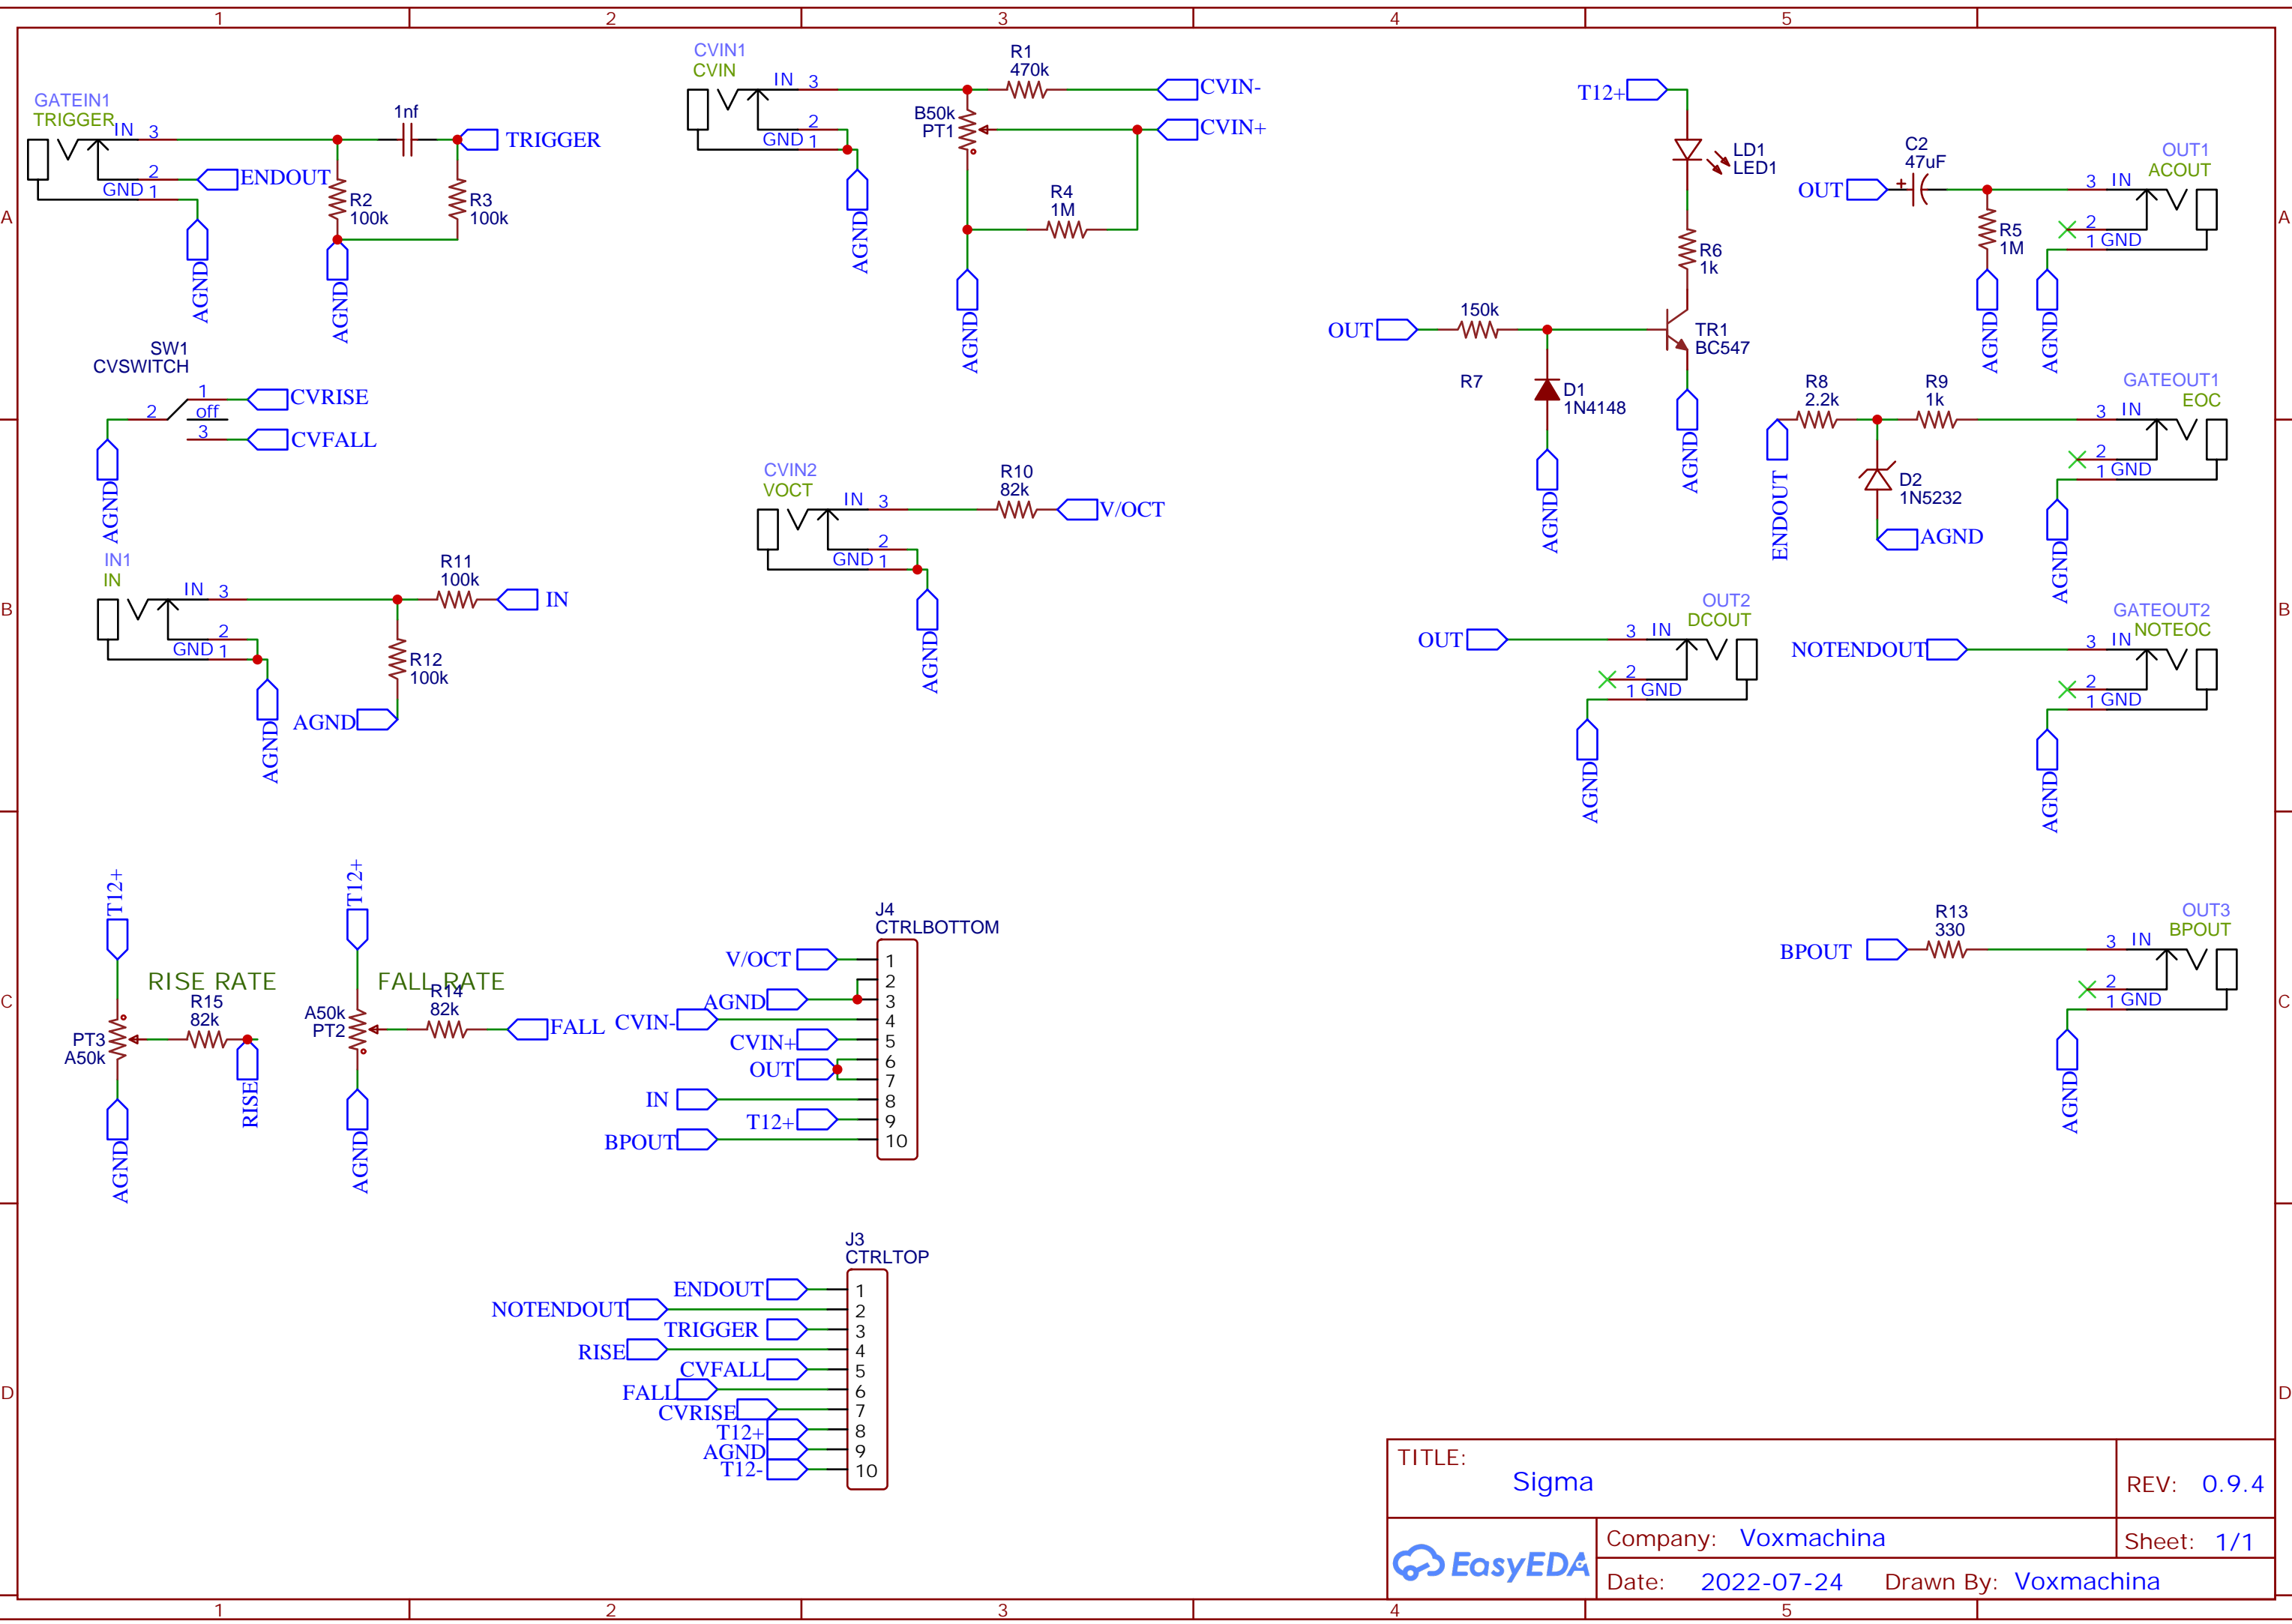 1 2 3 4 5
A
A
B
B
C
C
D
D
GATEIN1
TRIGGER
IN 3
2
GND 1
ENDOUT
AGND
1nf
TRIGGER
R2
100k
R3
100k
AGND
CVIN1
CVIN
IN 3
2
GND 1
AGND
R1
470k
CVIN-
B50k
PT1
CVIN+
R4
1M
AGND
T12+
LD1
LED1
R6
1k
OUT
150k
R7
TR1
BC547
D1
1N4148
AGND
AGND
OUT
C2
47uF
+
R5
1M
AGND
AGND
OUT1
ACOUT
3 IN
2
1 GND
SW1
CVSWITCH
1
2
off
3
CVRISE
CVFALL
AGND
R8
2.2k
R9
1k
ENDOUT
D2
1N5232
AGND
GATEOUT1
EOC
3 IN
2
1 GND
AGND
CVIN2
VOCT
IN 3
2
GND 1
R10
82k
V/OCT
AGND
IN1
IN
IN 3
2
GND 1
R11
100k
IN
R12
100k
AGND
AGND
OUT2
DCOUT
OUT
3 IN
2
1 GND
AGND
GATEOUT2
NOTEOC
NOTENDOUT
3 IN
2
1 GND
AGND
T12+
RISE RATE
R15
82k
PT3
A50k
RISE
AGND
T12+
FALL RATE
R14
82k
A50k
PT2
FALL
AGND
J4
CTRLBOTTOM
V/OCT 1
2
AGND 3
CVIN- 4
CVIN+ 5
OUT 6
7
IN 8
T12+ 9
BPOUT 10
OUT3
BPOUT
BPOUT
R13
330
3 IN
2
1 GND
AGND
J3
CTRLTOP
ENDOUT 1
NOTENDOUT 2
TRIGGER 3
RISE 4
CVFALL 5
FALL 6
CVRISE 7
T12+ 8
AGND 9
T12- 10
TITLE:
Sigma
REV: 0.9.4
EasyEDA
Company: Voxmachina
Sheet: 1/1
Date: 2022-07-24
Drawn By: Voxmachina
1 2 3 4 5